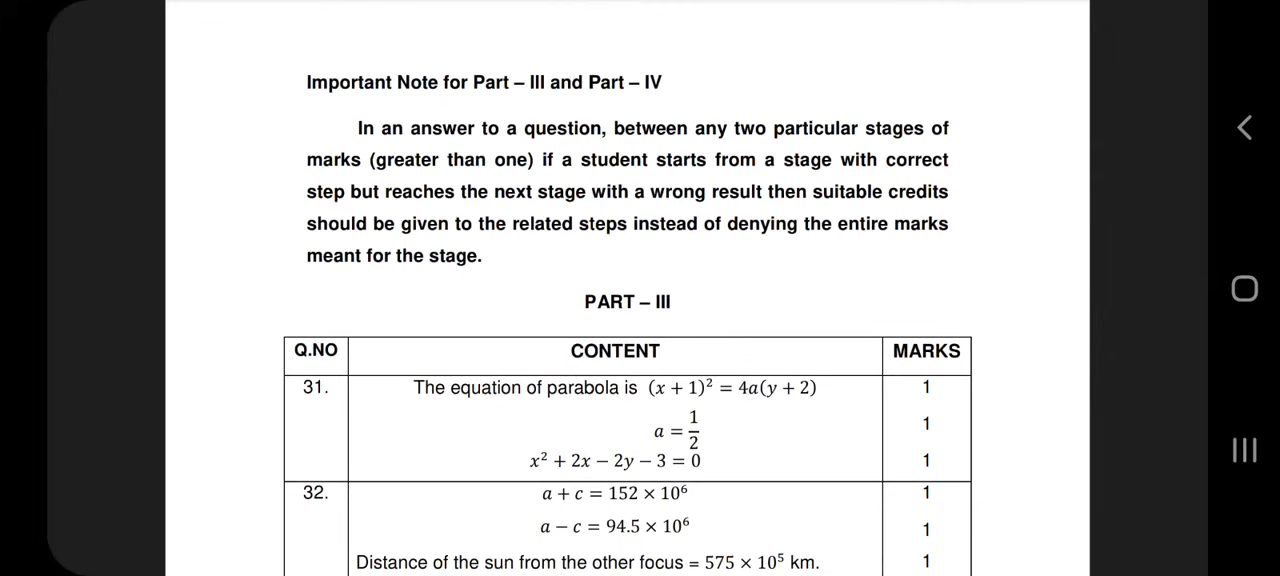 Important Note for Part – III and Part – IV
In an answer to a question, between any two particular stages of
marks (greater than one) if a student starts from a stage with correct
step but reaches the next stage with a wrong result then suitable credits
should be given to the related steps instead of denying the entire marks
meant for the stage.
PART – III
Q.NO CONTENT MARKS
31. The equation of parabola is (x + 1)² = 4a(y + 2) 1
a = 1/2 1
x² + 2x − 2y − 3 = 0 1
32. a + c = 152 × 10⁶ 1
a − c = 94.5 × 10⁶ 1
Distance of the sun from the other focus = 575 × 10⁵ km. 1